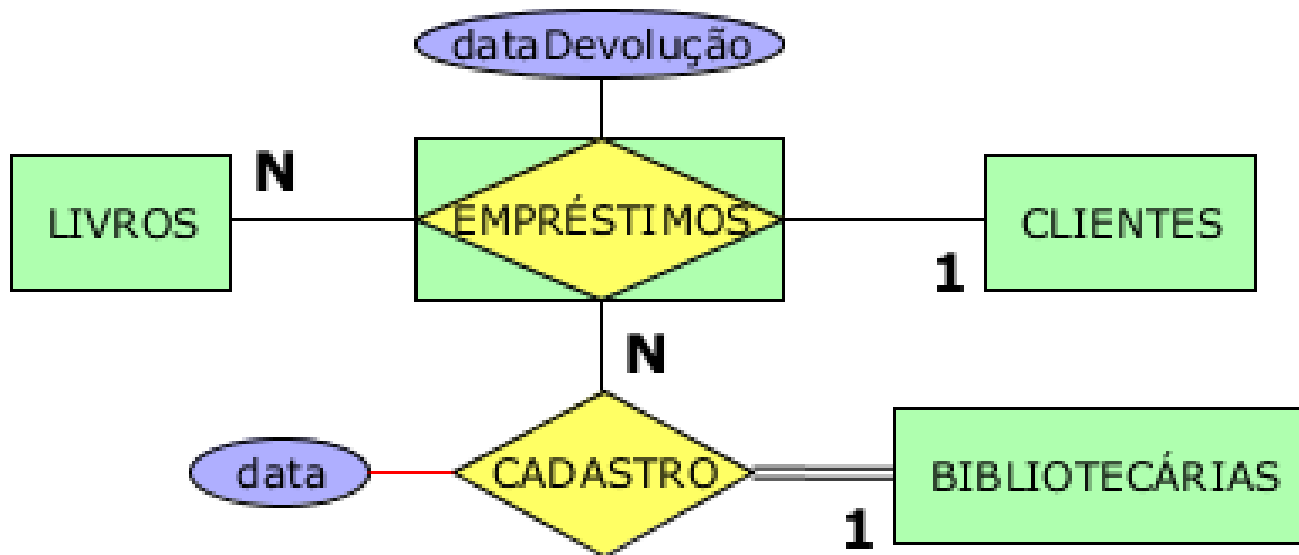 dataDevolução
N
LIVROS
EMPRÉSTIMOS
CLIENTES
1
N
data
CADASTRO
BIBLIOTECÁRIAS
1